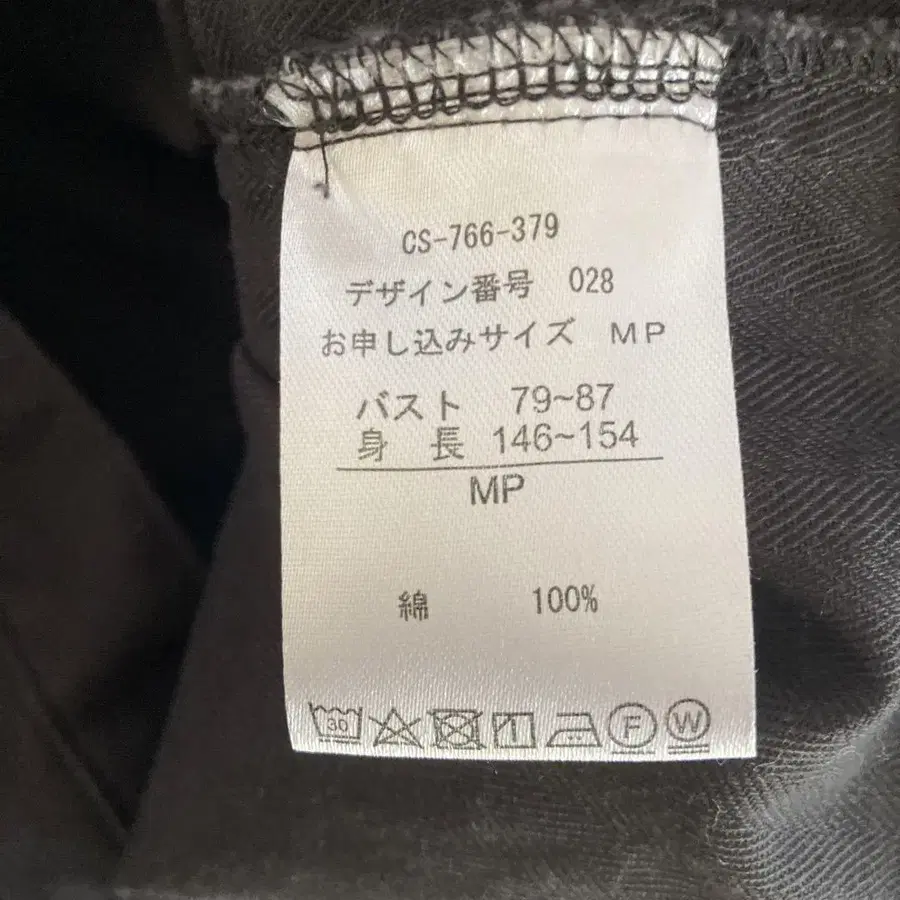 CS-766-379
デザイン番号 028
お申し込みサイズ MP
バスト 79~87
身 長 146~154
MP
綿 100%
30 F W